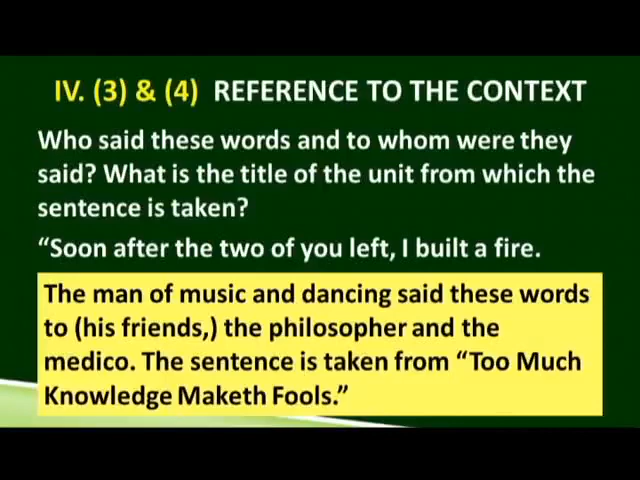 IV. (3) & (4) REFERENCE TO THE CONTEXT
Who said these words and to whom were they
said? What is the title of the unit from which the
sentence is taken?
“Soon after the two of you left, I built a fire.
The man of music and dancing said these words
to (his friends,) the philosopher and the
medico. The sentence is taken from “Too Much
Knowledge Maketh Fools.”